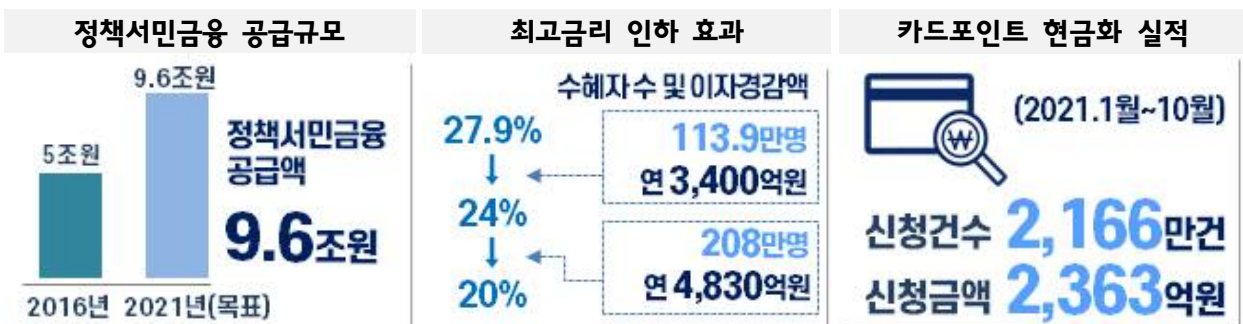 정책서민금융 공급규모
9.6조원
5조원
정책서민금융
공급액
9.6조원
2016년 2021년(목표)
최고금리 인하 효과
수혜자 수 및 이자경감액
27.9%
113.9만명
연 3,400억원
24%
208만명
연 4,830억원
20%
카드포인트 현금화 실적
(2021.1월~10월)
₩
신청건수 2,166만건
신청금액 2,363억원